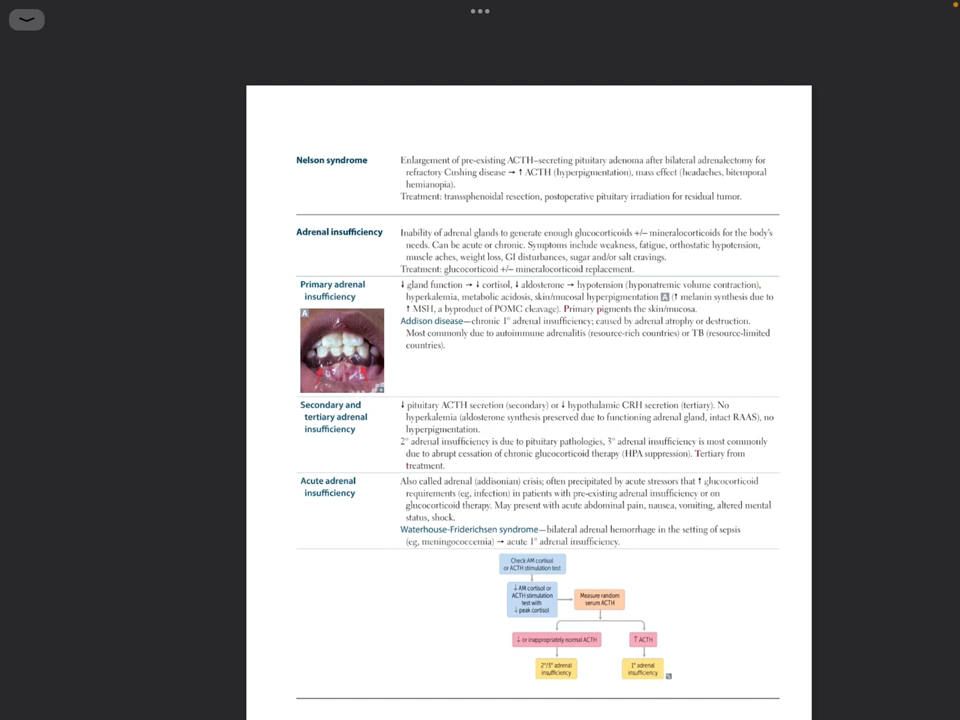 Nelson syndrome
Enlargement of pre-existing ACTH–secreting pituitary adenoma after bilateral adrenalectomy for
refractory Cushing disease → ↑ ACTH (hyperpigmentation), mass effect (headaches, bitemporal
hemianopia).
Treatment: transsphenoidal resection, postoperative pituitary irradiation for residual tumor.
Adrenal insufficiency
Inability of adrenal glands to generate enough glucocorticoids +/− mineralocorticoids for the body's
needs. Can be acute or chronic. Symptoms include weakness, fatigue, orthostatic hypotension,
muscle aches, weight loss, GI disturbances, sugar and/or salt cravings.
Treatment: glucocorticoid +/− mineralocorticoid replacement.
Primary adrenal
insufficiency
A
↓ gland function → ↓ cortisol, ↓ aldosterone → hypotension (hyponatremic volume contraction),
hyperkalemia, metabolic acidosis, skin/mucosal hyperpigmentation A (↑ melanin synthesis due to
↑ MSH, a byproduct of POMC cleavage). Primary pigments the skin/mucosa.
Addison disease—chronic 1° adrenal insufficiency; caused by adrenal atrophy or destruction.
Most commonly due to autoimmune adrenalitis (resource-rich countries) or TB (resource-limited
countries).
Secondary and
tertiary adrenal
insufficiency
↓ pituitary ACTH secretion (secondary) or ↓ hypothalamic CRH secretion (tertiary). No
hyperkalemia (aldosterone synthesis preserved due to functioning adrenal gland, intact RAAS), no
hyperpigmentation.
2° adrenal insufficiency is due to pituitary pathologies, 3° adrenal insufficiency is most commonly
due to abrupt cessation of chronic glucocorticoid therapy (HPA suppression). Tertiary from
treatment.
Acute adrenal
insufficiency
Also called adrenal (addisonian) crisis; often precipitated by acute stressors that ↑ glucocorticoid
requirements (eg, infection) in patients with pre-existing adrenal insufficiency or on
glucocorticoid therapy. May present with acute abdominal pain, nausea, vomiting, altered mental
status, shock.
Waterhouse-Friderichsen syndrome—bilateral adrenal hemorrhage in the setting of sepsis
(eg, meningococcemia) → acute 1° adrenal insufficiency.
Check AM cortisol
or ACTH stimulation test
↓ AM cortisol or
ACTH stimulation
test with
↓ peak cortisol
Measure random
serum ACTH
↓ or inappropriately normal ACTH
↑ ACTH
2°/3° adrenal
insufficiency
1° adrenal
insufficiency